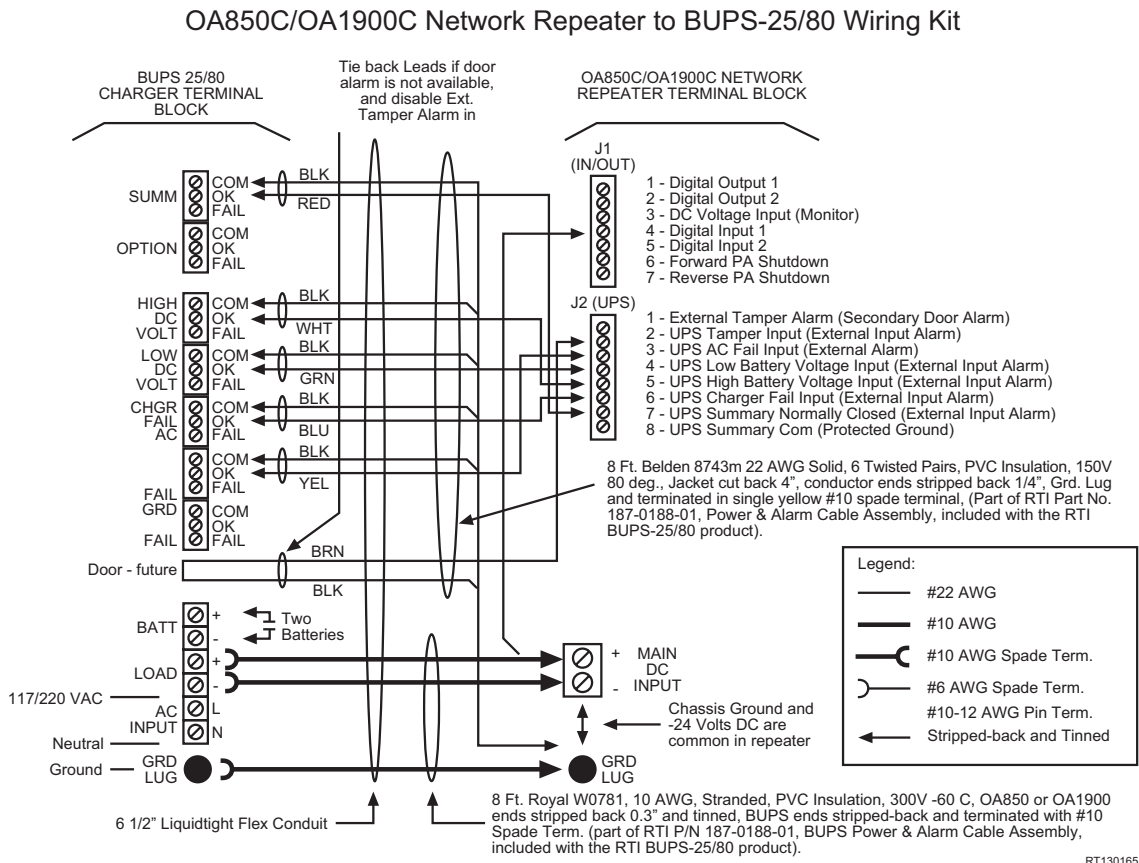 OA850C/OA1900C Network Repeater to BUPS-25/80 Wiring Kit
BUPS 25/80
CHARGER TERMINAL
BLOCK
Tie back Leads if door
alarm is not available,
and disable Ext.
Tamper Alarm in
OA850C/OA1900C NETWORK
REPEATER TERMINAL BLOCK
SUMM
COM
OK
FAIL
BLK
RED
OPTION
COM
OK
FAIL
HIGH
DC
VOLT
COM
OK
FAIL
BLK
WHT
LOW
DC
VOLT
COM
OK
FAIL
BLK
GRN
CHGR
FAIL
AC
COM
OK
FAIL
BLK
BLU
FAIL
COM
OK
FAIL
BLK
YEL
GRD
FAIL
COM
OK
FAIL
Door - future
BRN
BLK
J1
(IN/OUT)
1 - Digital Output 1
2 - Digital Output 2
3 - DC Voltage Input (Monitor)
4 - Digital Input 1
5 - Digital Input 2
6 - Forward PA Shutdown
7 - Reverse PA Shutdown
J2 (UPS)
1 - External Tamper Alarm (Secondary Door Alarm)
2 - UPS Tamper Input (External Input Alarm)
3 - UPS AC Fail Input (External Alarm)
4 - UPS Low Battery Voltage Input (External Input Alarm)
5 - UPS High Battery Voltage Input (External Input Alarm)
6 - UPS Charger Fail Input (External Input Alarm)
7 - UPS Summary Normally Closed (External Input Alarm)
8 - UPS Summary Com (Protected Ground)
8 Ft. Belden 8743m 22 AWG Solid, 6 Twisted Pairs, PVC Insulation, 150V
80 deg., Jacket cut back 4”, conductor ends stripped back 1/4”, Grd. Lug
and terminated in single yellow #10 spade terminal, (Part of RTI Part No.
187-0188-01, Power & Alarm Cable Assembly, included with the RTI
BUPS-25/80 product).
BATT
+
-
Two
Batteries
LOAD
+
-
117/220 VAC
AC
INPUT
L
N
Neutral
Ground
GRD
LUG
+
-
MAIN
DC
INPUT
Chassis Ground and
-24 Volts DC are
common in repeater
GRD
LUG
Legend:
#22 AWG
#10 AWG
#10 AWG Spade Term.
#6 AWG Spade Term.
#10-12 AWG Pin Term.
Stripped-back and Tinned
6 1/2” Liquidtight Flex Conduit
8 Ft. Royal W0781, 10 AWG, Stranded, PVC Insulation, 300V -60 C, OA850 or OA1900
ends stripped back 0.3” and tinned, BUPS ends stripped-back and terminated with #10
Spade Term. (part of RTI P/N 187-0188-01, BUPS Power & Alarm Cable Assembly,
included with the RTI BUPS-25/80 product).
RT130165